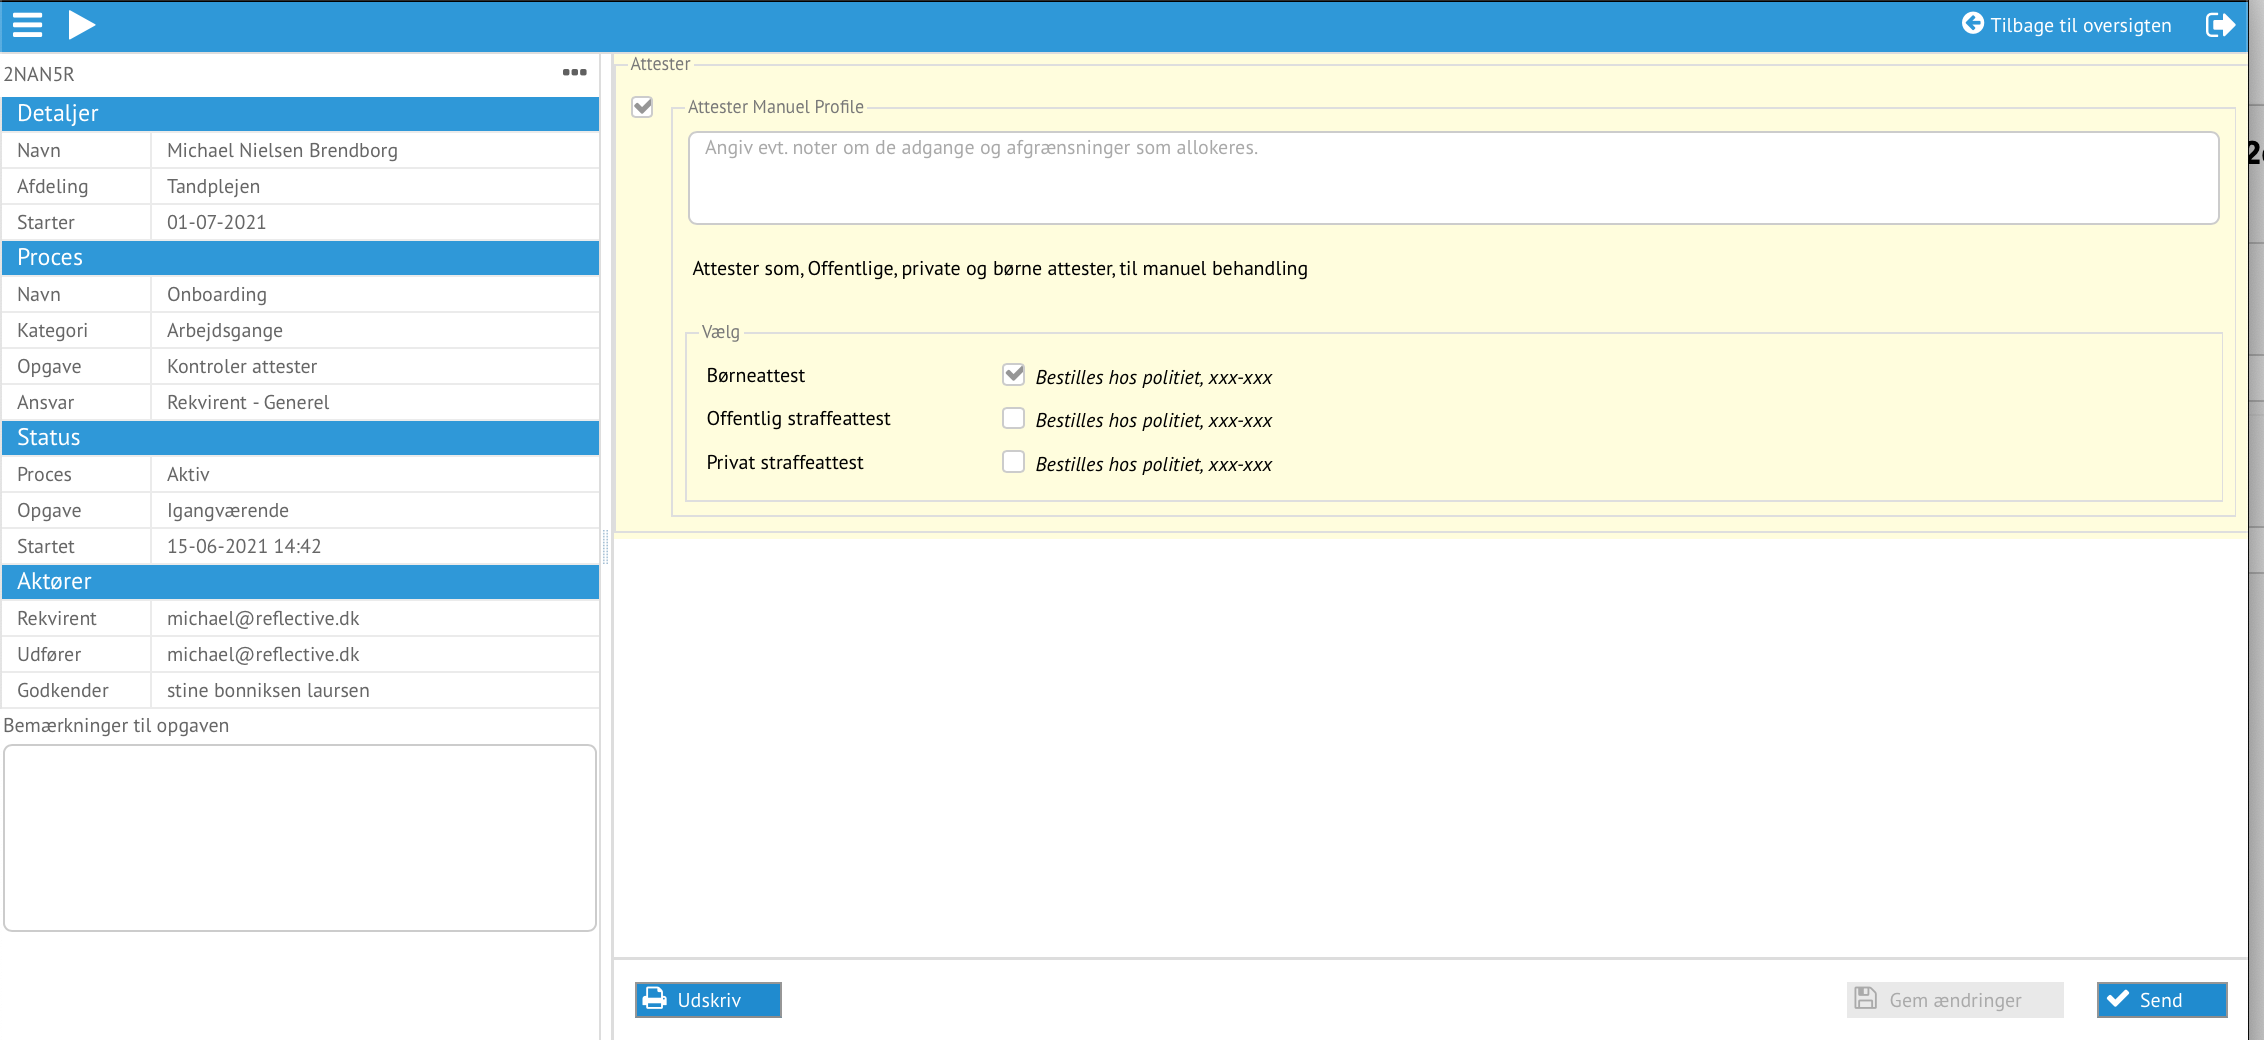 Tilbage til oversigten
2NAN5R
Detaljer
Navn Michael Nielsen Brendborg
Afdeling Tandplejen
Starter 01-07-2021
Proces
Navn Onboarding
Kategori Arbejdsgange
Opgave Kontroler attester
Ansvar Rekvirent - Generel
Status
Proces Aktiv
Opgave Igangværende
Startet 15-06-2021 14:42
Aktører
Rekvirent michael@reflective.dk
Udfører michael@reflective.dk
Godkender stine bonniksen laursen
Bemærkninger til opgaven
Attester
Attester Manuel Profile
Angiv evt. noter om de adgange og afgrænsninger som allokeres.
Attester som, Offentlige, private og børne attester, til manuel behandling
Vælg
Børneattest Bestilles hos politiet, xxx-xxx
Offentlig straffeattest Bestilles hos politiet, xxx-xxx
Privat straffeattest Bestilles hos politiet, xxx-xxx
Udskriv
Gem ændringer
Send